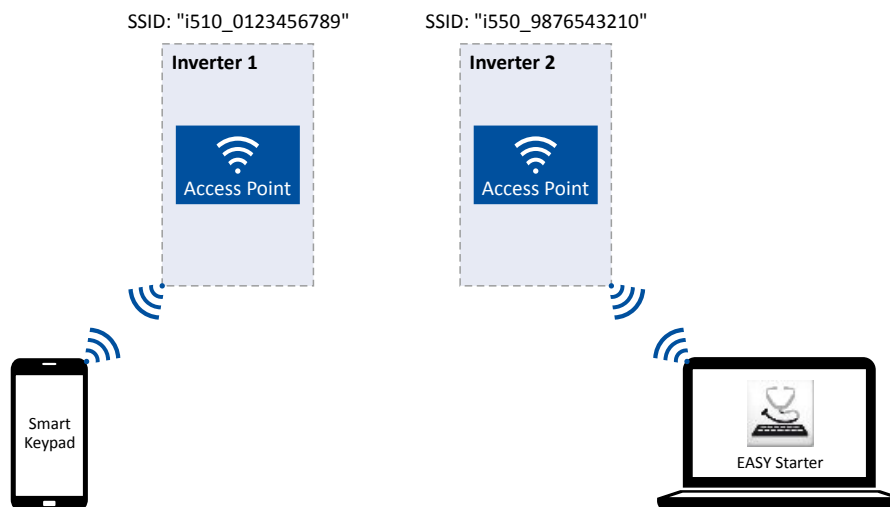 SSID: "i510_0123456789"
SSID: "i550_9876543210"
Inverter 1
Inverter 2
Access Point
Access Point
Smart
Keypad
EASY Starter